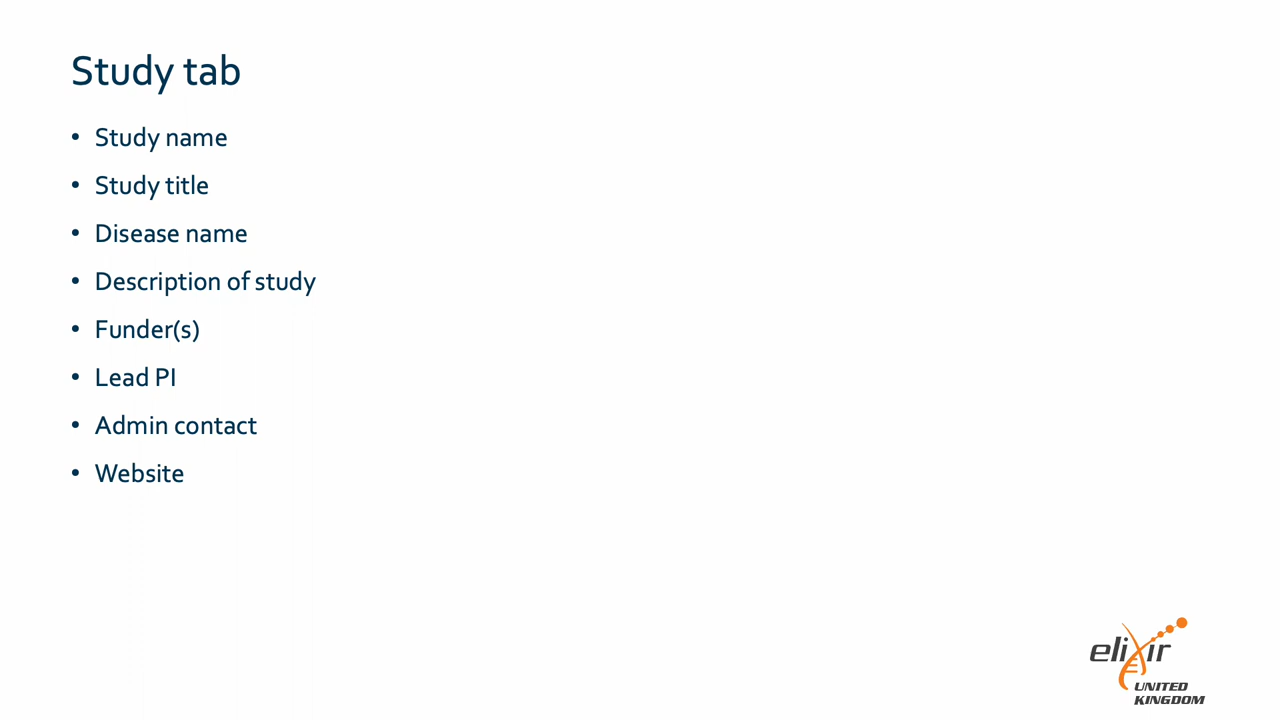 Study tab
• Study name
• Study title
• Disease name
• Description of study
• Funder(s)
• Lead PI
• Admin contact
• Website
elixir
UNITED
KINGDOM